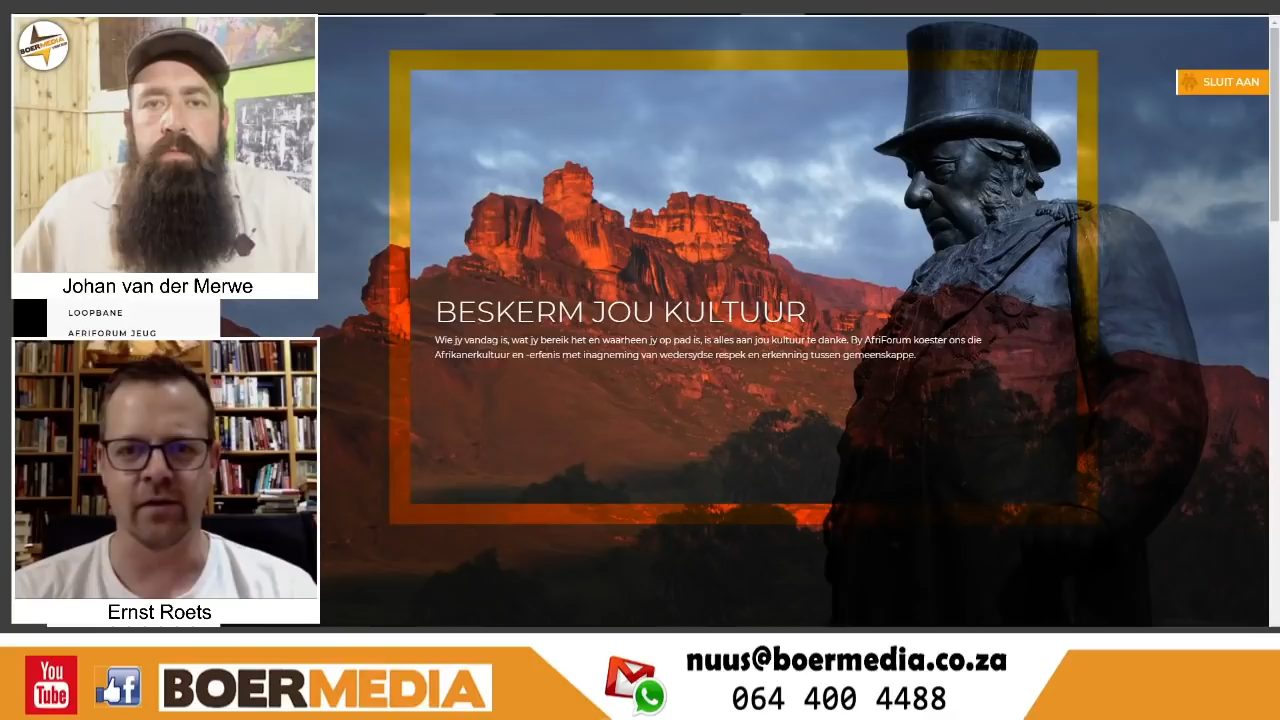 BOERMEDIA
Johan van der Merwe
LOOPBANE
AFRIFORUM JEUG
Ernst Roets
SLUIT AAN
BESKERM JOU KULTUUR
Wie jy vandag is, wat jy bereik het en waarheen jy op pad is, is alles aan jou kultuur te danke. By AfriForum koester ons die
Afrikanerkultuur en -erfenis met inagneming van wedersydse respek en erkenning tussen gemeenskappe.
You
Tube
f
BOERMEDIA
nuus@boermedia.co.za
064 400 4488